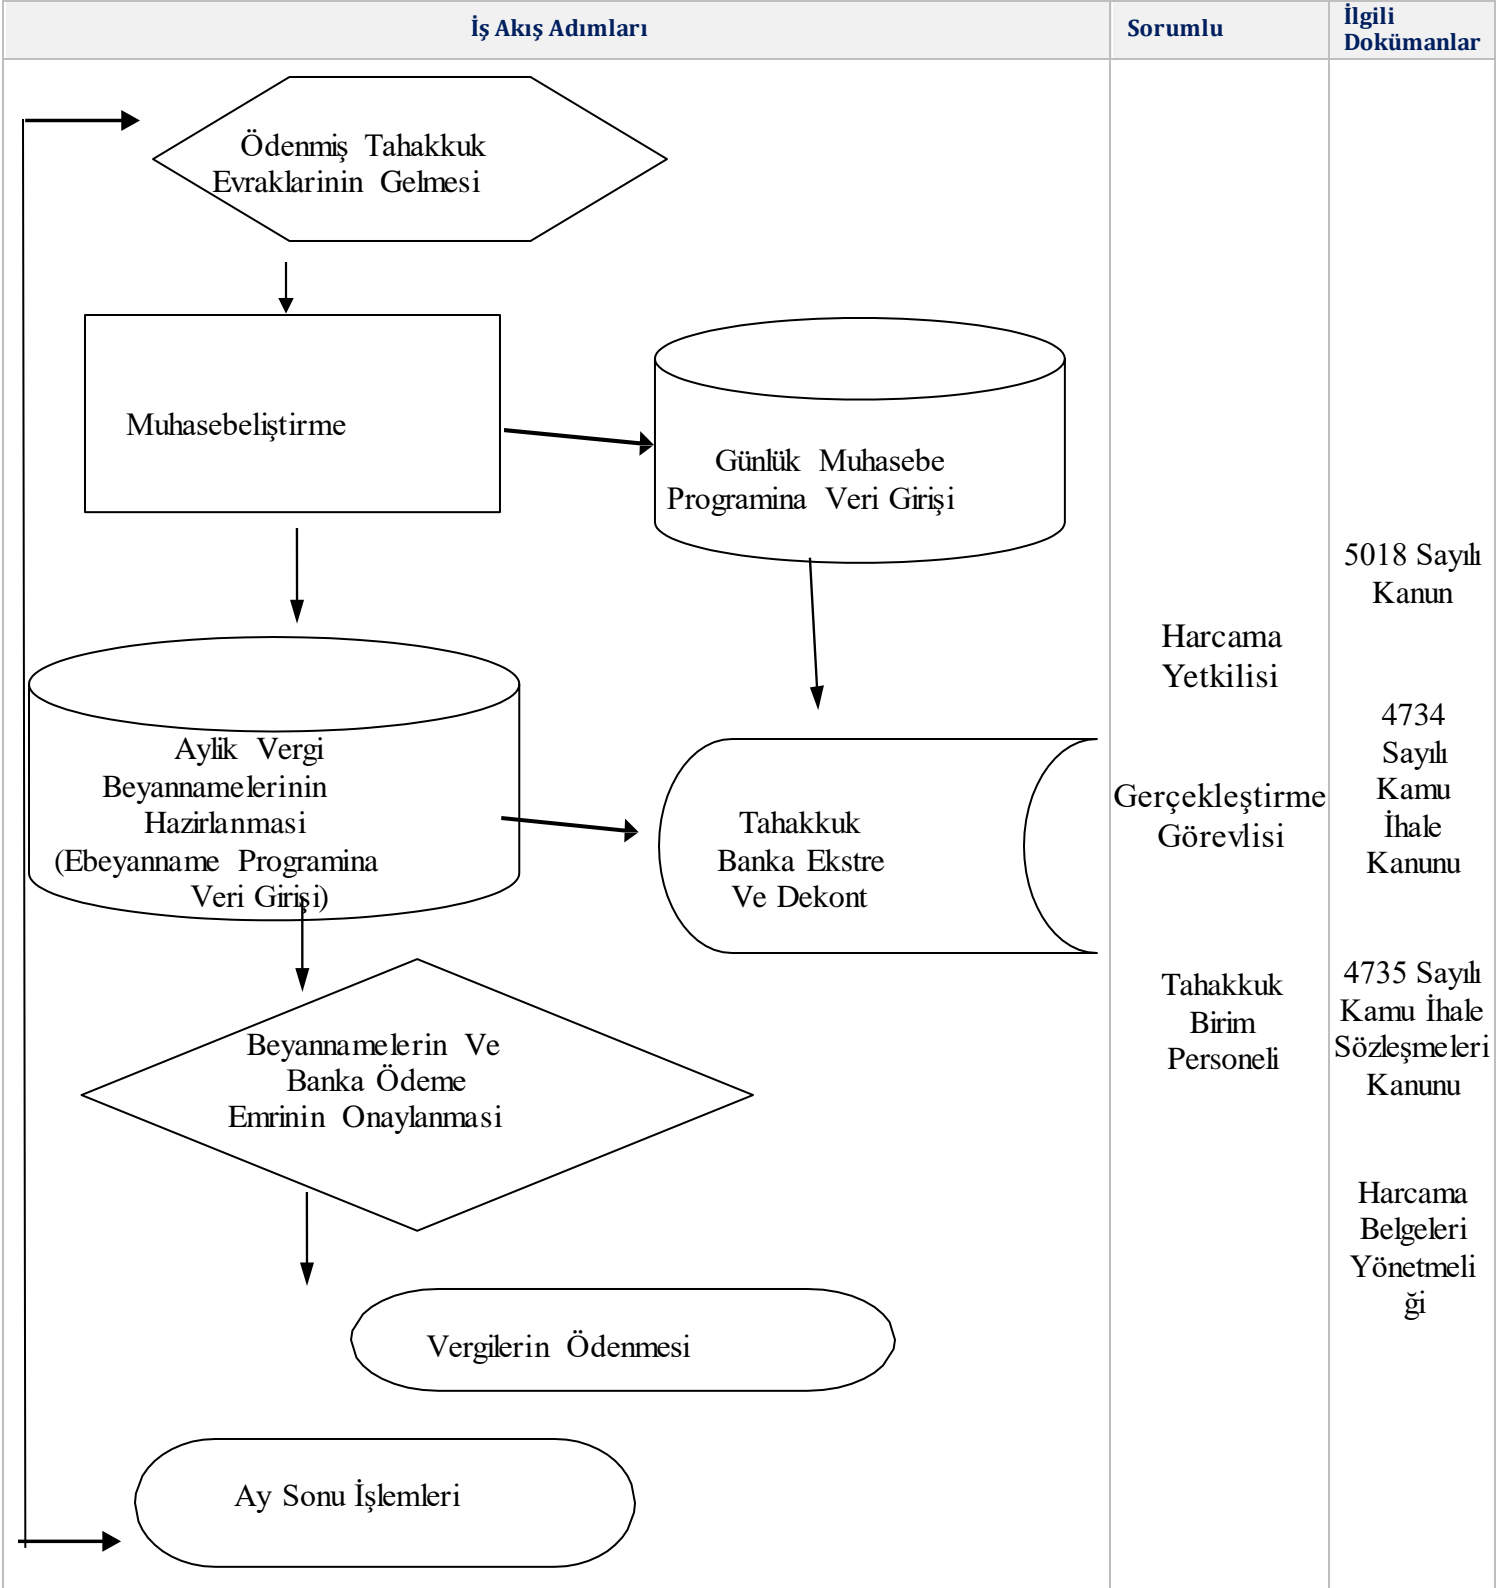 İş Akış Adımları
Sorumlu
İlgili
Dokümanlar
Ödenmiş Tahakkuk
Evraklarinin Gelmesi
Muhasebeliştirme
Günlük Muhasebe
Programina Veri Girişi
Aylik Vergi
Beyannamelerinin
Hazirlanmasi
(Ebeyanname Programina
Veri Girişi)
Tahakkuk
Banka Ekstre
Ve Dekont
Beyannamelerin Ve
Banka Ödeme
Emrinin Onaylanmasi
Vergilerin Ödenmesi
Ay Sonu İşlemleri
Harcama
Yetkilisi
Gerçekleştirme
Görevlisi
Tahakkuk
Birim
Personeli
5018 Sayılı
Kanun
4734
Sayılı
Kamu
İhale
Kanunu
4735 Sayılı
Kamu İhale
Sözleşmeleri
Kanunu
Harcama
Belgeleri
Yönetmeli
ği